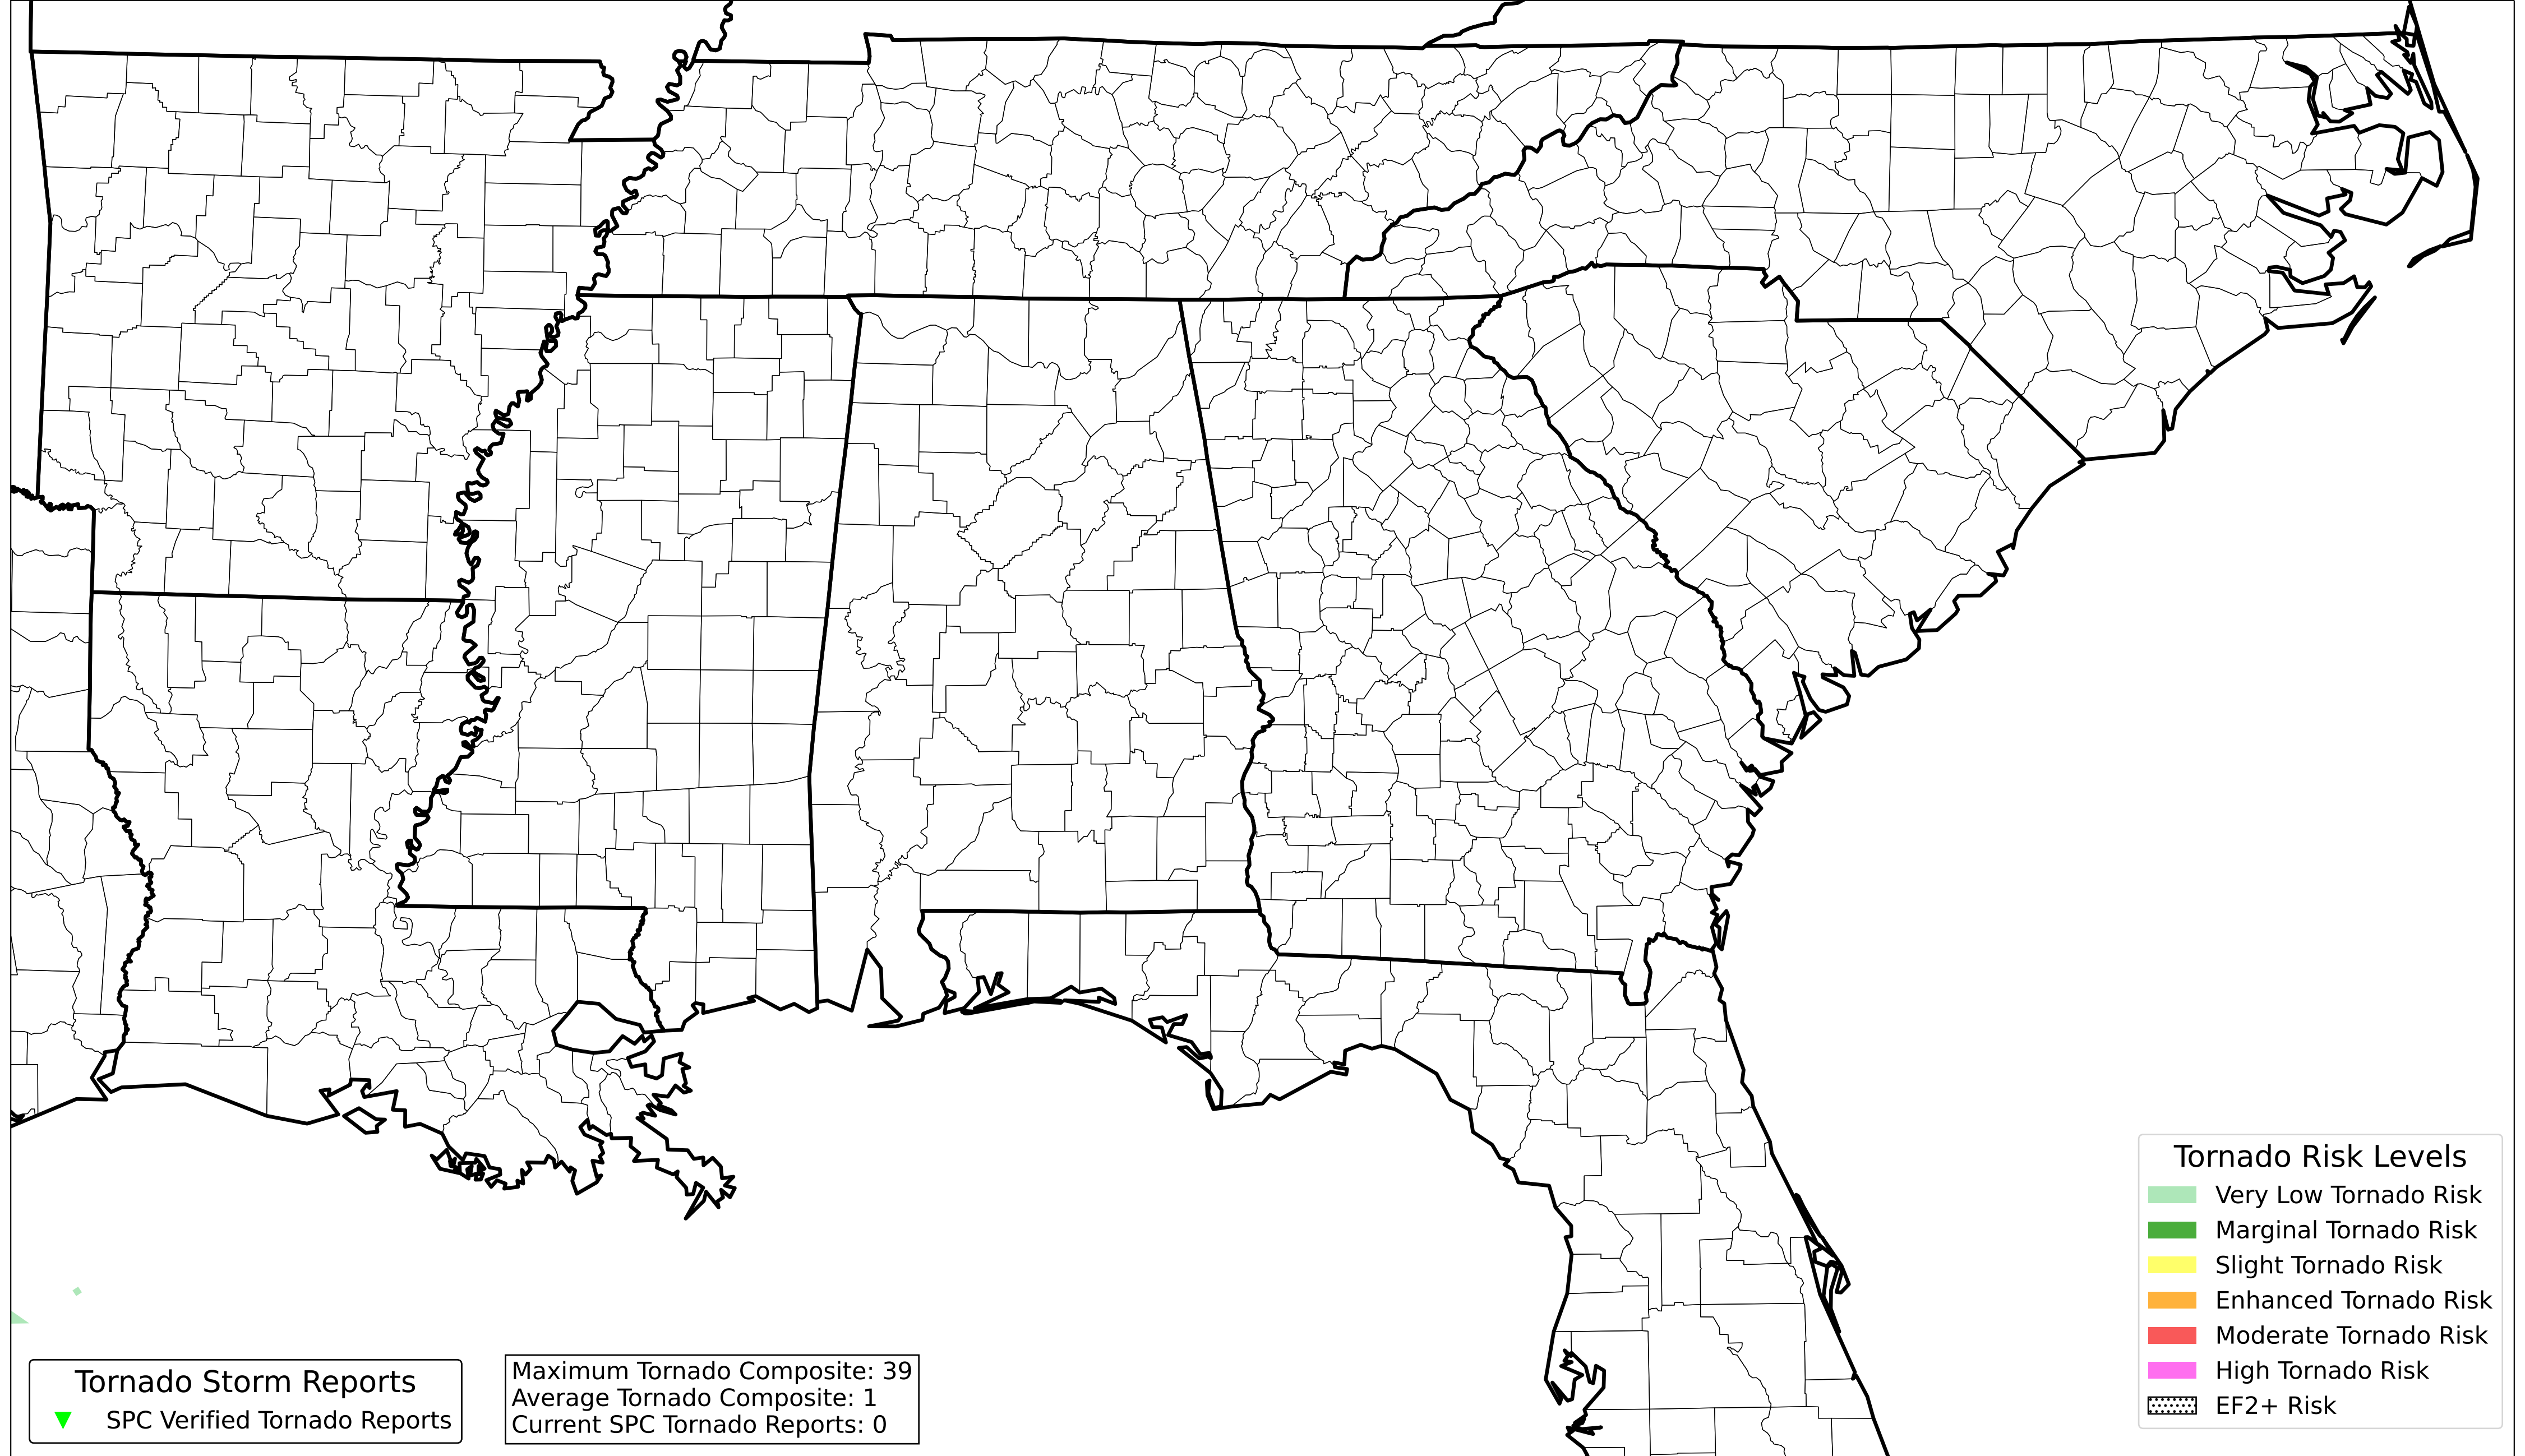 Tornado Storm Reports
SPC Verified Tornado Reports
Maximum Tornado Composite: 39
Average Tornado Composite: 1
Current SPC Tornado Reports: 0
Tornado Risk Levels
Very Low Tornado Risk
Marginal Tornado Risk
Slight Tornado Risk
Enhanced Tornado Risk
Moderate Tornado Risk
High Tornado Risk
EF2+ Risk